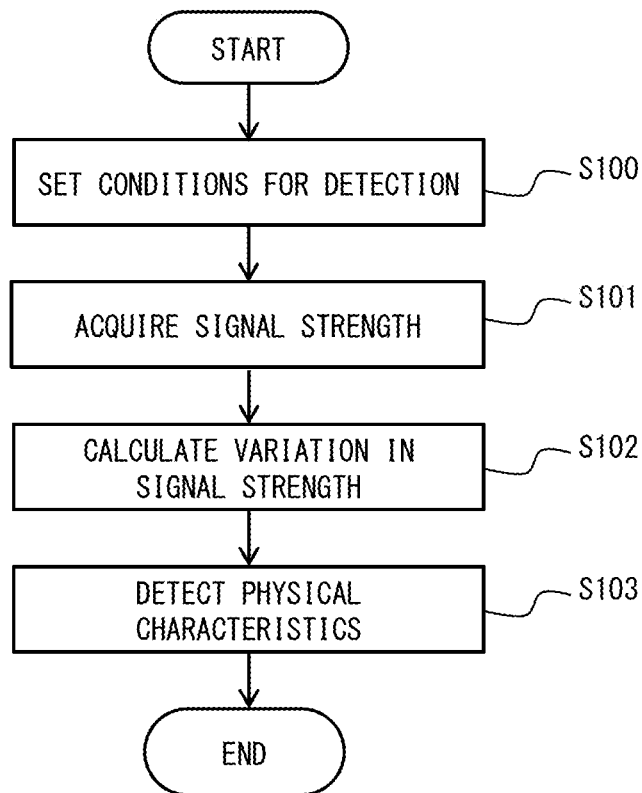 START
SET CONDITIONS FOR DETECTION
S100
ACQUIRE SIGNAL STRENGTH
S101
CALCULATE VARIATION IN
SIGNAL STRENGTH
S102
DETECT PHYSICAL
CHARACTERISTICS
S103
END